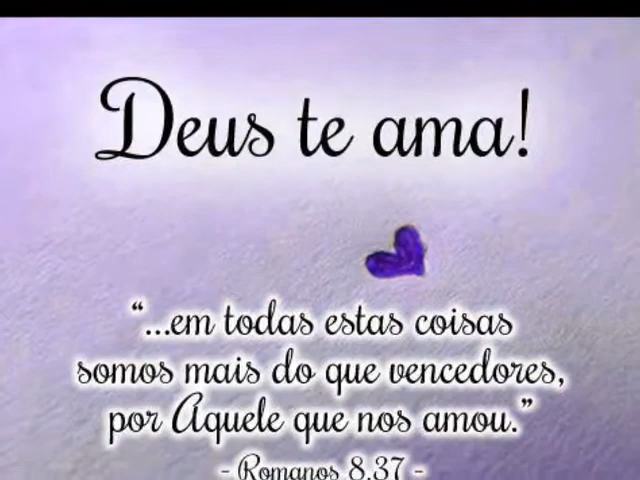 Deus te ama!
“...em todas estas coisas
somos mais do que vencedores,
por Aquele que nos amou.”
- Romanos 8.37 -